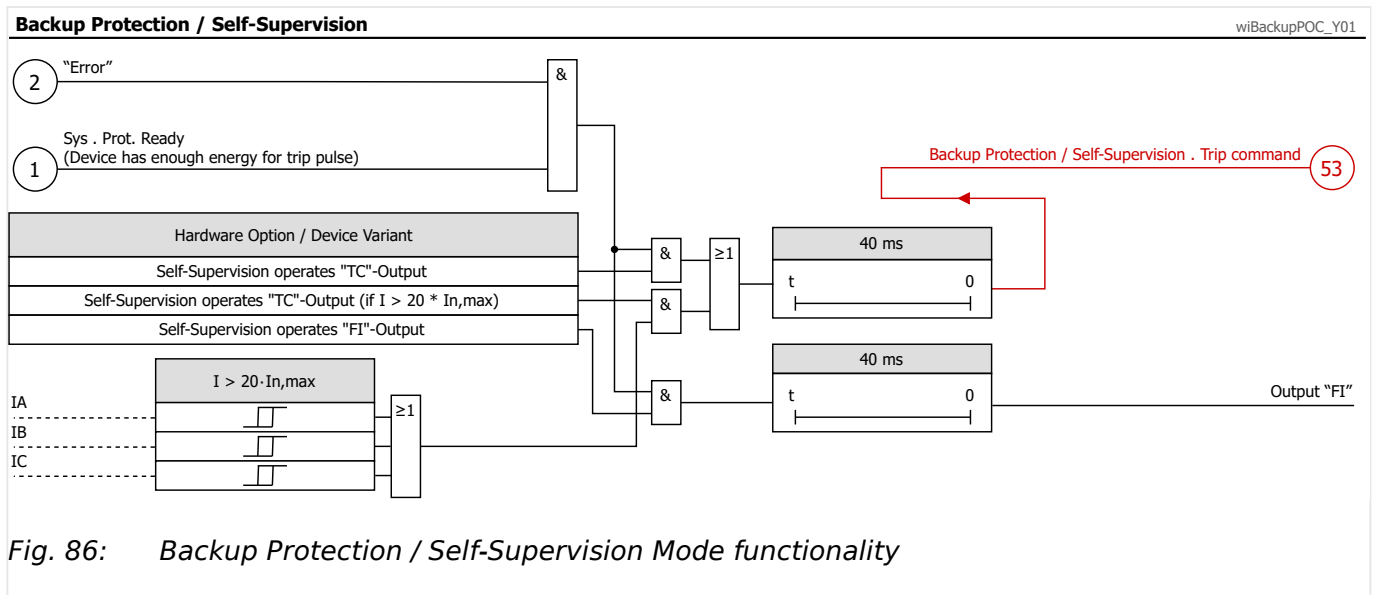 Backup Protection / Self-Supervision
wiBackupPOC_Y01
2
“Error”
&
Sys . Prot. Ready
(Device has enough energy for trip pulse)
1
Backup Protection / Self-Supervision . Trip command
53
Hardware Option / Device Variant
Self-Supervision operates "TC"-Output
Self-Supervision operates "TC"-Output (if I > 20 * In,max)
Self-Supervision operates "FI"-Output
&
≥1
&
40 ms
t 0
I > 20·In,max
IA
IB
IC
≥1
&
40 ms
t 0
Output “FI”
Fig. 86: Backup Protection / Self-Supervision Mode functionality